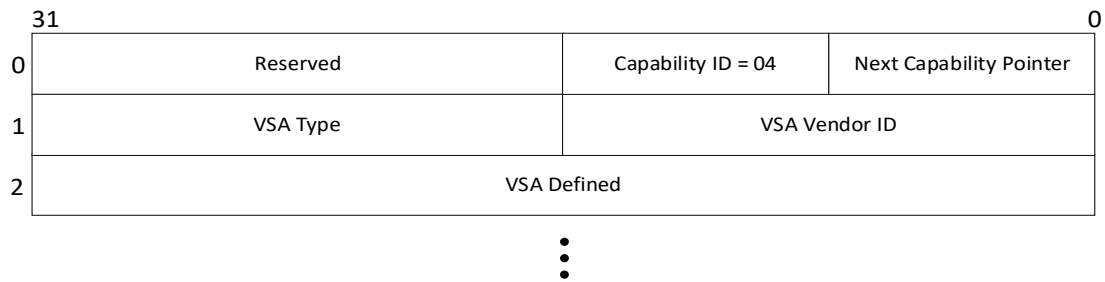 31 0
0 Reserved Capability ID = 04 Next Capability Pointer
1 VSA Type VSA Vendor ID
2 VSA Defined